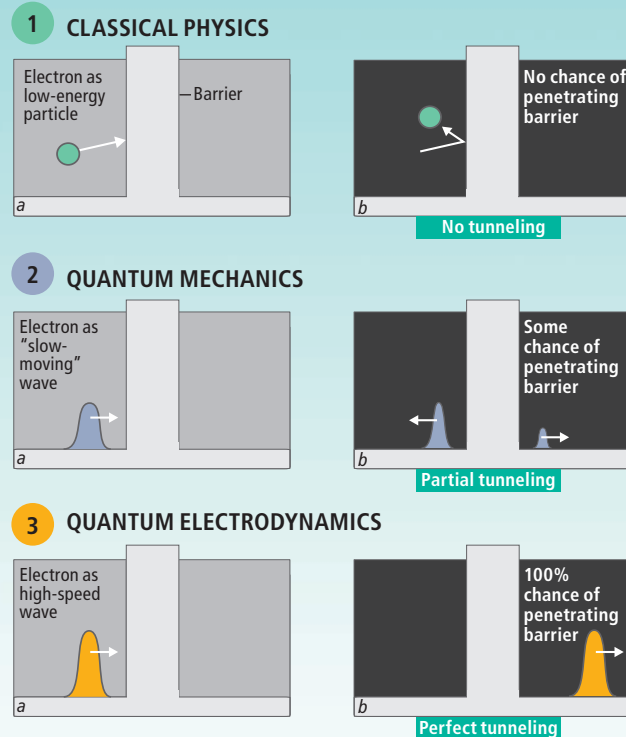 1 CLASSICAL PHYSICS
Electron as
low-energy
particle
Barrier
a
No chance of
penetrating
barrier
b
No tunneling
2 QUANTUM MECHANICS
Electron as
“slow-
moving”
wave
a
Some
chance of
penetrating
barrier
b
Partial tunneling
3 QUANTUM ELECTRODYNAMICS
Electron as
high-speed
wave
a
100%
chance of
penetrating
barrier
b
Perfect tunneling